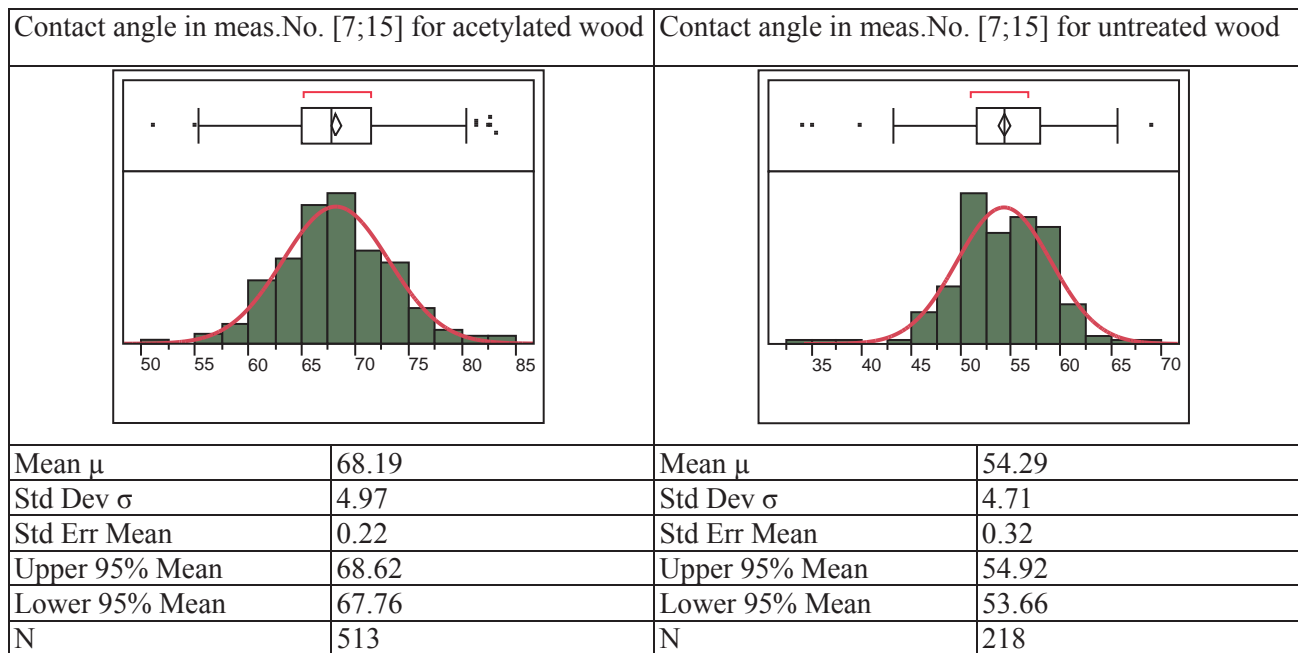 Contact angle in meas.No. [7;15] for acetylated wood
Contact angle in meas.No. [7;15] for untreated wood
50 55 60 65 70 75 80 85
35 40 45 50 55 60 65 70
Mean μ 68.19 Mean μ 54.29
Std Dev σ 4.97 Std Dev σ 4.71
Std Err Mean 0.22 Std Err Mean 0.32
Upper 95% Mean 68.62 Upper 95% Mean 54.92
Lower 95% Mean 67.76 Lower 95% Mean 53.66
N 513 N 218